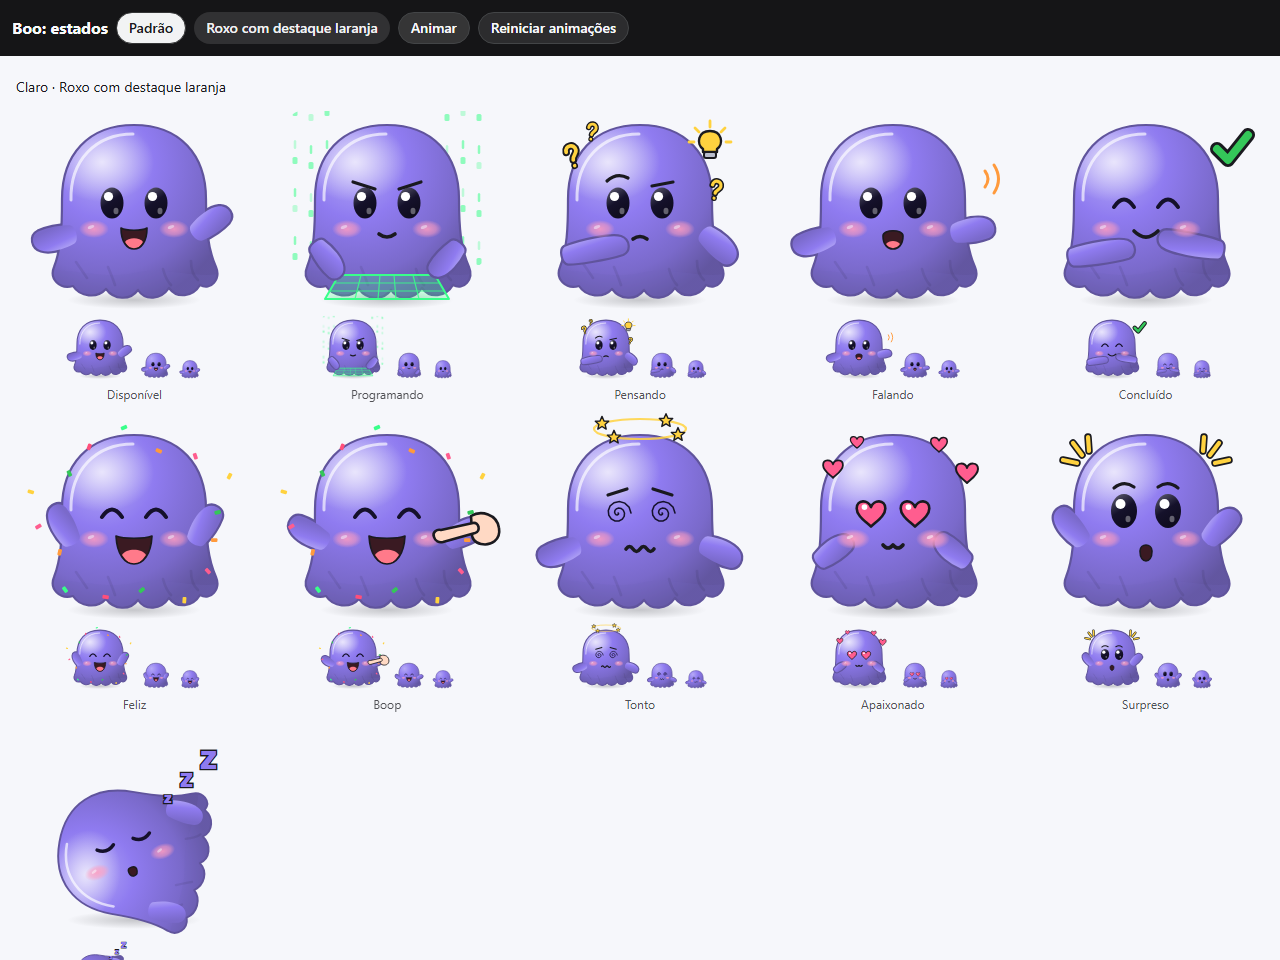 Boo: estados
Padrão
Roxo com destaque laranja
Animar
Reiniciar animações
Claro · Roxo com destaque laranja
? ? ?
Disponível
Programando
Pensando
Falando
Concluído
Feliz
Boop
Tonto
Apaixonado
Surpreso
z z Z